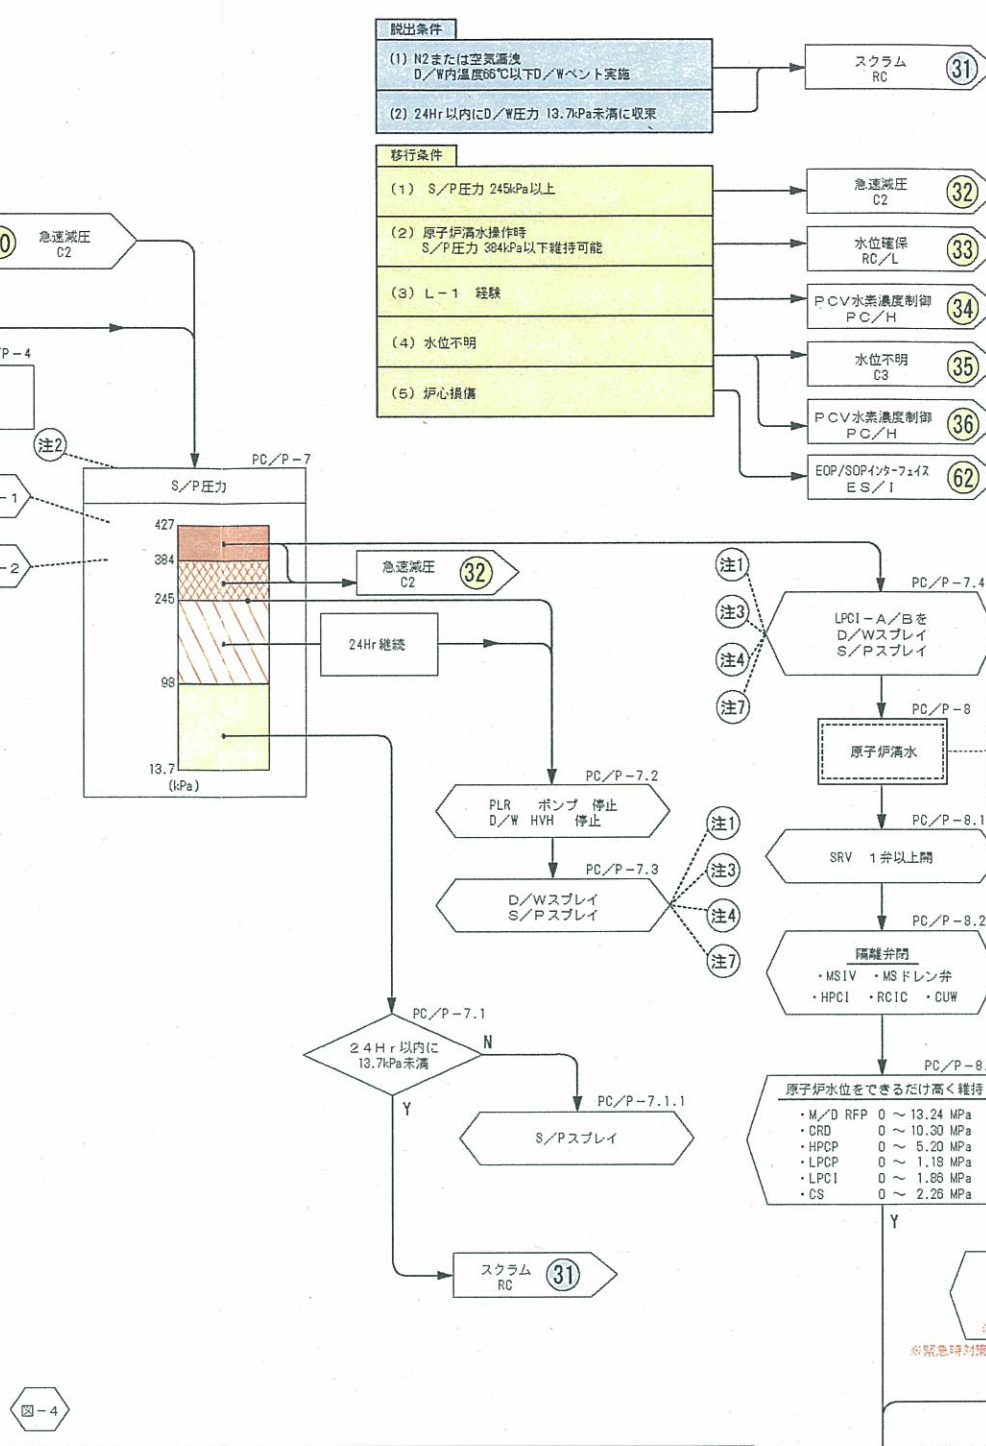 脱出条件
(1) N2または空気漏洩
D/W内温度66℃以下D/Wベント実施
(2) 24Hr以内にD/W圧力 13.7kPa未満に収束
スクラム
RC
31
移行条件
(1) S/P圧力 245kPa以上
(2) 原子炉満水操作時
S/P圧力 384kPa以下維持可能
(3) L-1 経験
(4) 水位不明
(5) 炉心損傷
急速減圧
C2
32
水位確保
RC/L
33
PCV水素濃度制御
PC/H
34
水位不明
C3
35
PCV水素濃度制御
PC/H
36
EOP/SOPインターフェイス
ES/I
62
0
急速減圧
C2
/P-4
注2
-1
-2
PC/P-7
S/P圧力
427
384
245
98
13.7
(kPa)
急速減圧
C2
32
24Hr継続
注1
注3
注4
注7
PC/P-7.4
LPCI-A/Bを
D/Wスプレイ
S/Pスプレイ
PC/P-8
原子炉満水
PC/P-7.2
PLR ポンプ 停止
D/W HVH 停止
PC/P-7.3
D/Wスプレイ
S/Pスプレイ
注1
注3
注4
注7
PC/P-8.1
SRV 1弁以上開
PC/P-8.2
隔離弁閉
・MSIV ・MSドレン弁
・HPCI ・RCIC ・CUW
PC/P-7.1
24Hr以内に
13.7kPa未満
N
Y
PC/P-7.1.1
S/Pスプレイ
スクラム
RC
31
PC/P-8.
原子炉水位をできるだけ高く維持
・M/D RFP 0 ~ 13.24 MPa
・CRD 0 ~ 10.30 MPa
・HPCP 0 ~ 5.20 MPa
・LPCP 0 ~ 1.18 MPa
・LPCI 0 ~ 1.86 MPa
・CS 0 ~ 2.26 MPa
Y
※緊急時対策
図-4